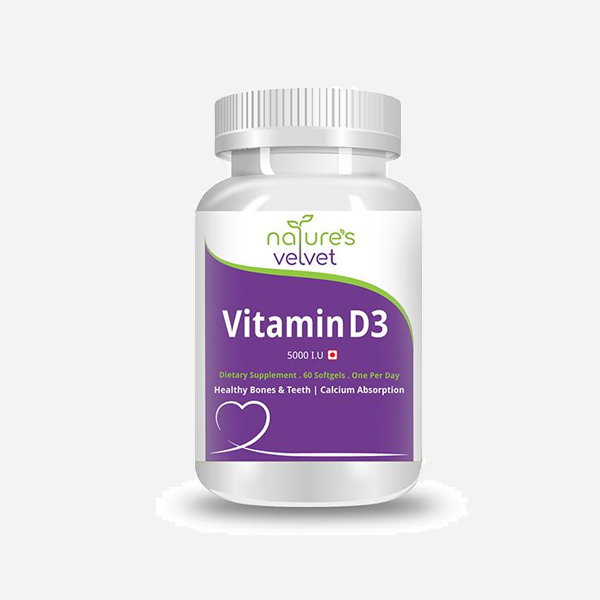 nature's
velvet
Vitamin D3
5000 I.U
Dietary Supplement . 60 Softgels . One Per Day
Healthy Bones & Teeth | Calcium Absorption